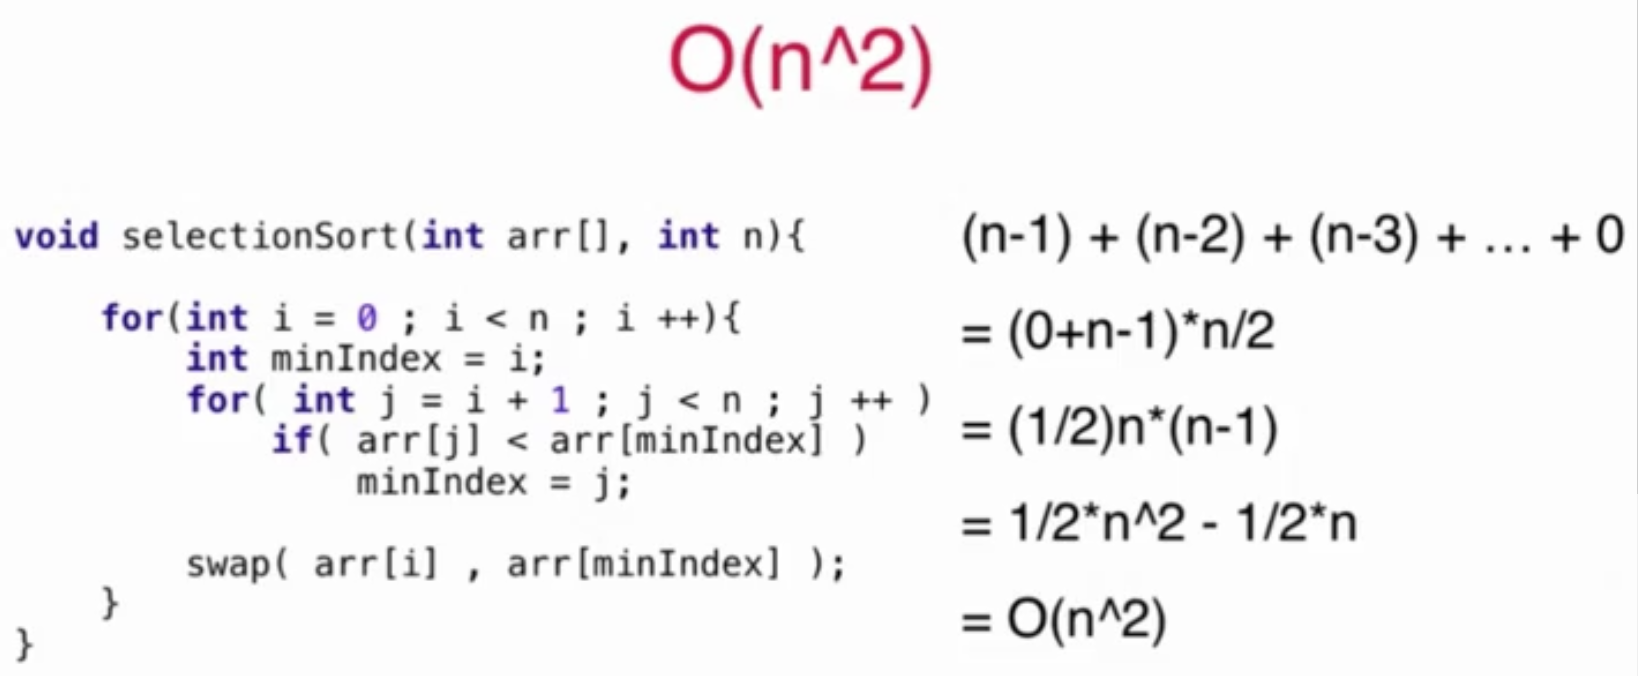 O(n^2)
void selectionSort(int arr[], int n){
for(int i = 0 ; i < n ; i ++){
int minIndex = i;
for( int j = i + 1 ; j < n ; j ++ )
if( arr[j] < arr[minIndex] )
minIndex = j;
swap( arr[i] , arr[minIndex] );
}
}
(n-1) + (n-2) + (n-3) + ... + 0
= (0+n-1)*n/2
= (1/2)n*(n-1)
= 1/2*n^2 - 1/2*n
= O(n^2)